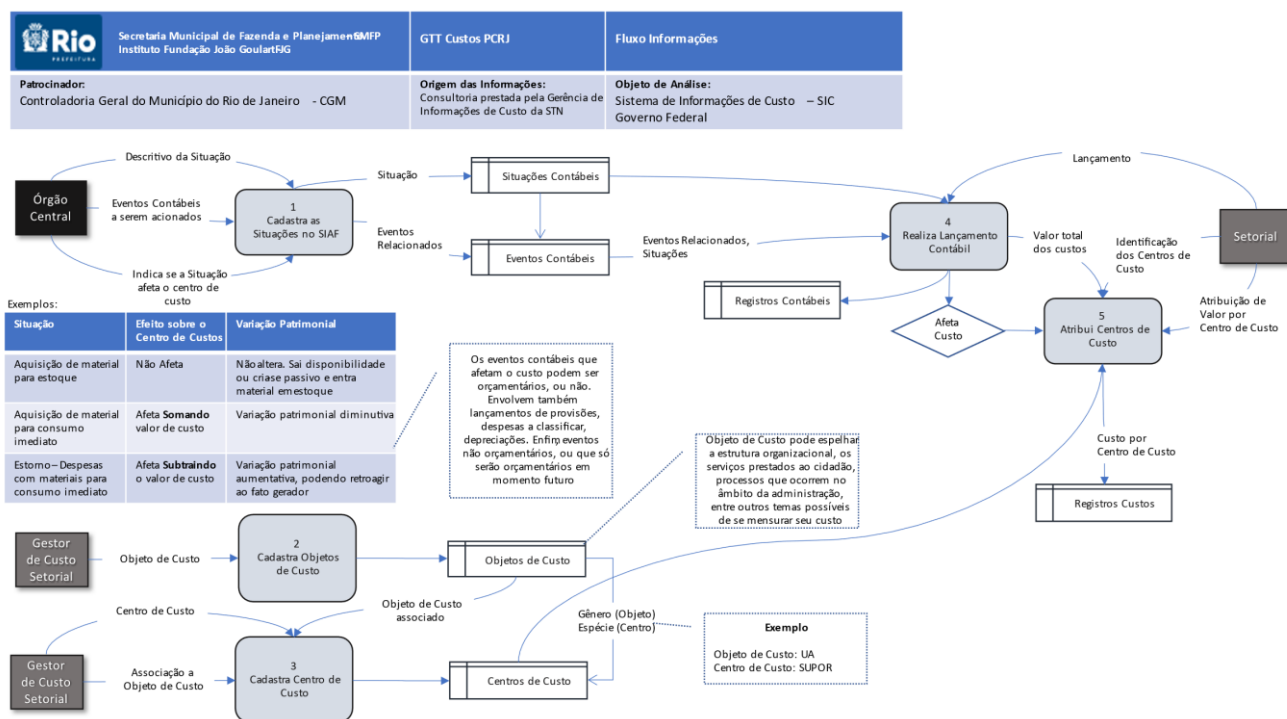 Rio
PREFEITURA
Secretaria Municipal de Fazenda e Planejamento
Instituto Fundação João Goulart
GTT Custos PCRJ
Fluxo Informações
Patrocinador:
Controladoria Geral do Município do Rio de Janeiro - CGM
Origem das Informações:
Consultoria prestada pela Gerência de
Informações de Custo da STN
Objeto de Análise:
Sistema de Informações de Custo – SIC
Governo Federal
Descritivo da Situação
Órgão
Central
Eventos Contábeis
a serem acionados
Indica se a Situação
afeta o centro de
custo
1
Cadastra as
Situações no SIAF
Situação
Eventos
Relacionados
Situações Contábeis
Eventos Contábeis
Eventos Relacionados,
Situações
Lançamento
4
Realiza Lançamento
Contábil
Valor total
dos custos
Identificação
dos Centros de
Custo
Setorial
Registros Contábeis
Afeta
Custo
5
Atribui Centros de
Custo
Atribuição de
Valor por
Centro de Custo
Custo por
Centro de Custo
Registros Custos
Exemplos:
Situação
Efeito sobre o
Centro de Custos
Variação Patrimonial
Aquisição de material
para estoque
Não Afeta
Nãoaltera. Sai disponibilidade
ou criase passivo e entra
material emestoque
Aquisição de material
para consumo
imediato
Afeta Somando
valor de custo
Variação patrimonial diminutiva
Estorno – Despesas
com materiais para
consumo imediato
Afeta Subtraindo
o valor de custo
Variação patrimonial
aumentativa, podendo retroagir
ao fato gerador
Os eventos contábeis que
afetam o custo podem ser
orçamentários, ou não.
Envolvem também
lançamentos de provisões,
despesas a classificar,
depreciações. Enfim, eventos
não orçamentários, ou que só
serão orçamentários em
momento futuro
Objeto de Custo pode espelhar
a estrutura organizacional, os
serviços prestados ao cidadão,
processos que ocorrem no
âmbito da administração,
entre outros temas possíveis
de se mensurar seu custo
Gestor
de Custo
Setorial
Objeto de Custo
2
Cadastra Objetos
de Custo
Objetos de Custo
Centro de Custo
Objeto de Custo
associado
Gênero (Objeto)
Espécie (Centro)
Gestor
de Custo
Setorial
Associação a
Objeto de Custo
3
Cadastra Centro de
Custo
Centros de Custo
Exemplo
Objeto de Custo: UA
Centro de Custo: SUPOR